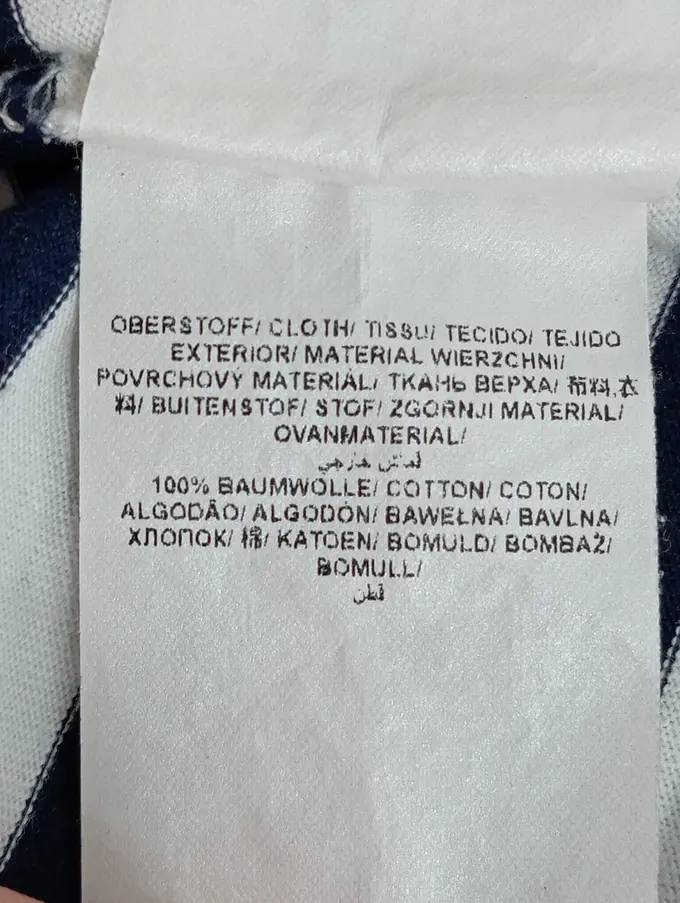 OBERSTOFF/ CLOTH/ TISSU/ TECIDO/ TEJIDO
EXTERIOR/ MATERIAL WIERZCHNI/
POVRCHOVÝ MATERIÁL/ ТКАНЬ ВЕРХА/ 布料,衣
料/ BUITENSTOF/ STOF/ ZGORNJI MATERIAL/
OVANMATERIAL/
قماش خارجي
100% BAUMWOLLE/ COTTON/ COTON/
ALGODÃO/ ALGODÓN/ BAWEŁNA/ BAVLNA/
ХЛОПОК/ 棉/ KATOEN/ BOMULD/ BOMBAŽ/
BOMULL/
قطن